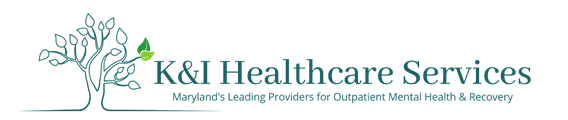 K&I Healthcare Services
Maryland's Leading Providers for Outpatient Mental Health & Recovery